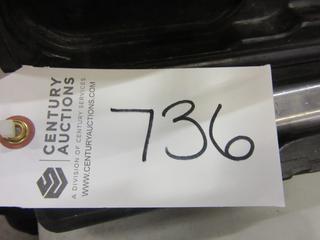 CENTURY
AUCTIONS
A DIVISION OF CENTURY SERVICES
WWW.CENTURYAUCTIONS.COM
736